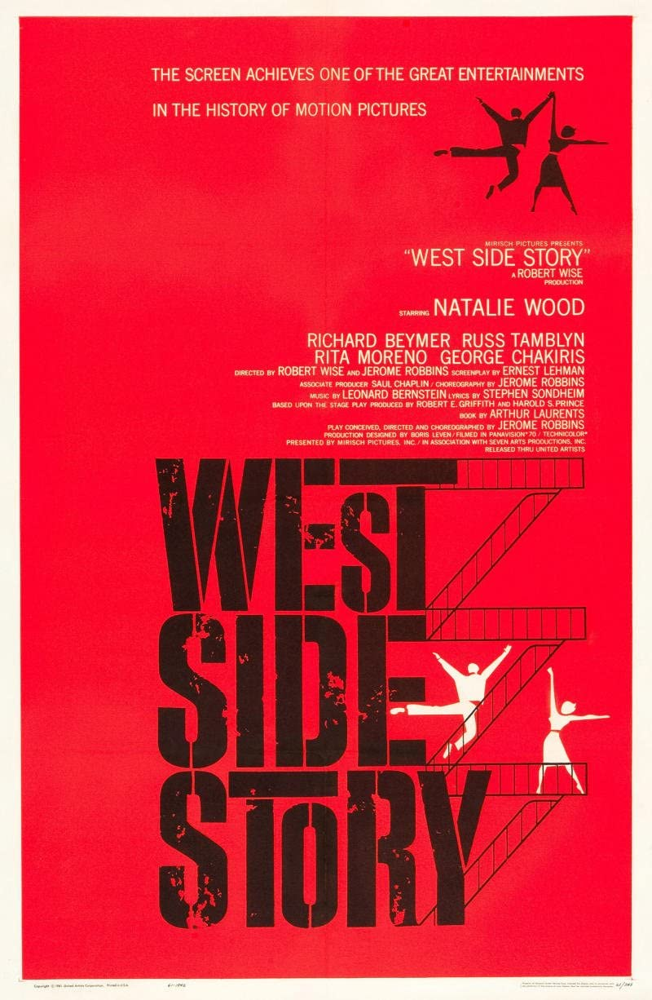 THE SCREEN ACHIEVES ONE OF THE GREAT ENTERTAINMENTS
IN THE HISTORY OF MOTION PICTURES
MIRISCH PICTURES PRESENTS
"WEST SIDE STORY"
A ROBERT WISE
PRODUCTION
STARRING NATALIE WOOD
RICHARD BEYMER RUSS TAMBLYN
RITA MORENO GEORGE CHAKIRIS
DIRECTED BY ROBERT WISE AND JEROME ROBBINS SCREENPLAY BY ERNEST LEHMAN
ASSOCIATE PRODUCER SAUL CHAPLIN / CHOREOGRAPHY BY JEROME ROBBINS
MUSIC BY LEONARD BERNSTEIN LYRICS BY STEPHEN SONDHEIM
BASED UPON THE STAGE PLAY PRODUCED BY ROBERT E. GRIFFITH AND HAROLD S. PRINCE
BOOK BY ARTHUR LAURENTS
PLAY CONCEIVED, DIRECTED AND CHOREOGRAPHED BY JEROME ROBBINS
PRODUCTION DESIGNED BY BORIS LEVEN / FILMED IN PANAVISION® 70 / TECHNICOLOR®
PRESENTED BY MIRISCH PICTURES, INC. / IN ASSOCIATION WITH SEVEN ARTS PRODUCTIONS, INC.
RELEASED THRU UNITED ARTISTS
WEST
SIDE
STORY
Copyright © 1961 United Artists Corporation. Printed in U.S.A.